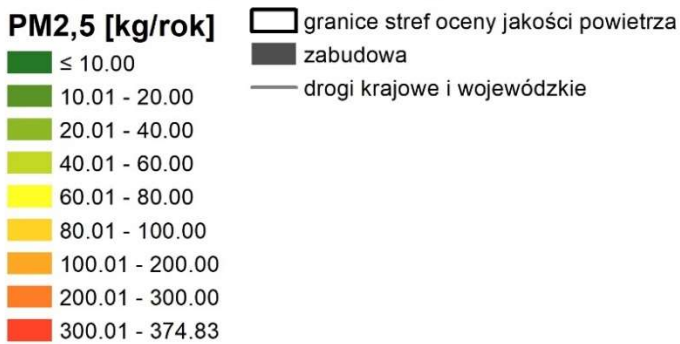 PM2,5 [kg/rok]
≤ 10.00
10.01 - 20.00
20.01 - 40.00
40.01 - 60.00
60.01 - 80.00
80.01 - 100.00
100.01 - 200.00
200.01 - 300.00
300.01 - 374.83
granice stref oceny jakości powietrza
zabudowa
drogi krajowe i wojewódzkie